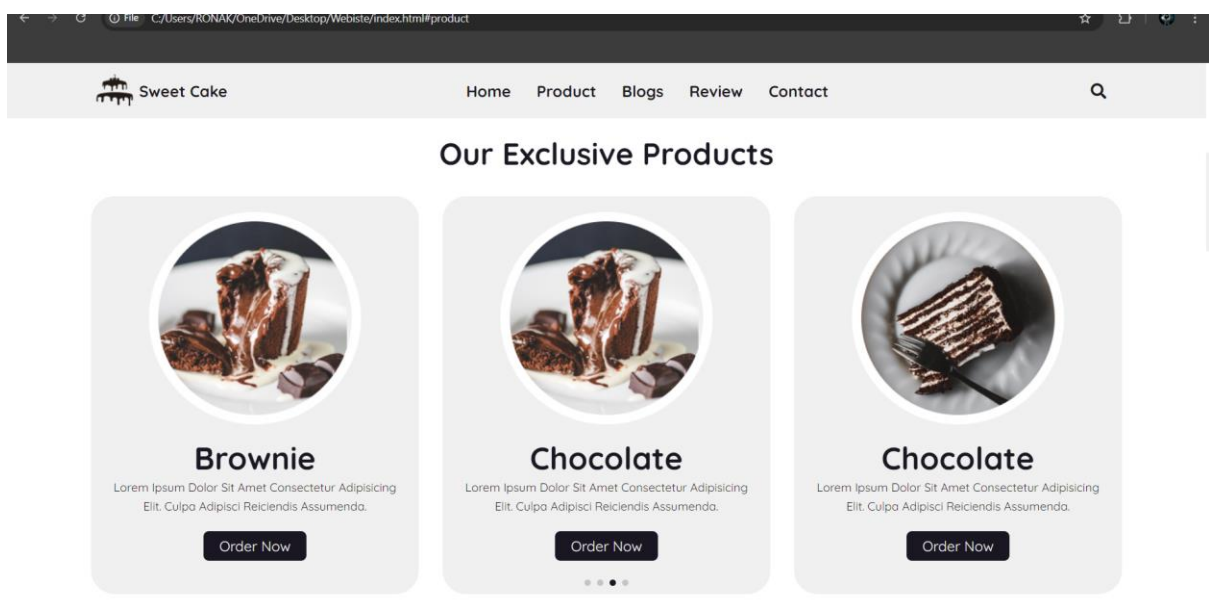 File C:/Users/RONAK/OneDrive/Desktop/Webiste/index.html#product
Sweet Cake Home Product Blogs Review Contact
Our Exclusive Products
Brownie
Lorem Ipsum Dolor Sit Amet Consectetur Adipisicing
Elit. Culpa Adipisci Reiciendis Assumenda.
Order Now
Chocolate
Lorem Ipsum Dolor Sit Amet Consectetur Adipisicing
Elit. Culpa Adipisci Reiciendis Assumenda.
Order Now
Chocolate
Lorem Ipsum Dolor Sit Amet Consectetur Adipisicing
Elit. Culpa Adipisci Reiciendis Assumenda.
Order Now